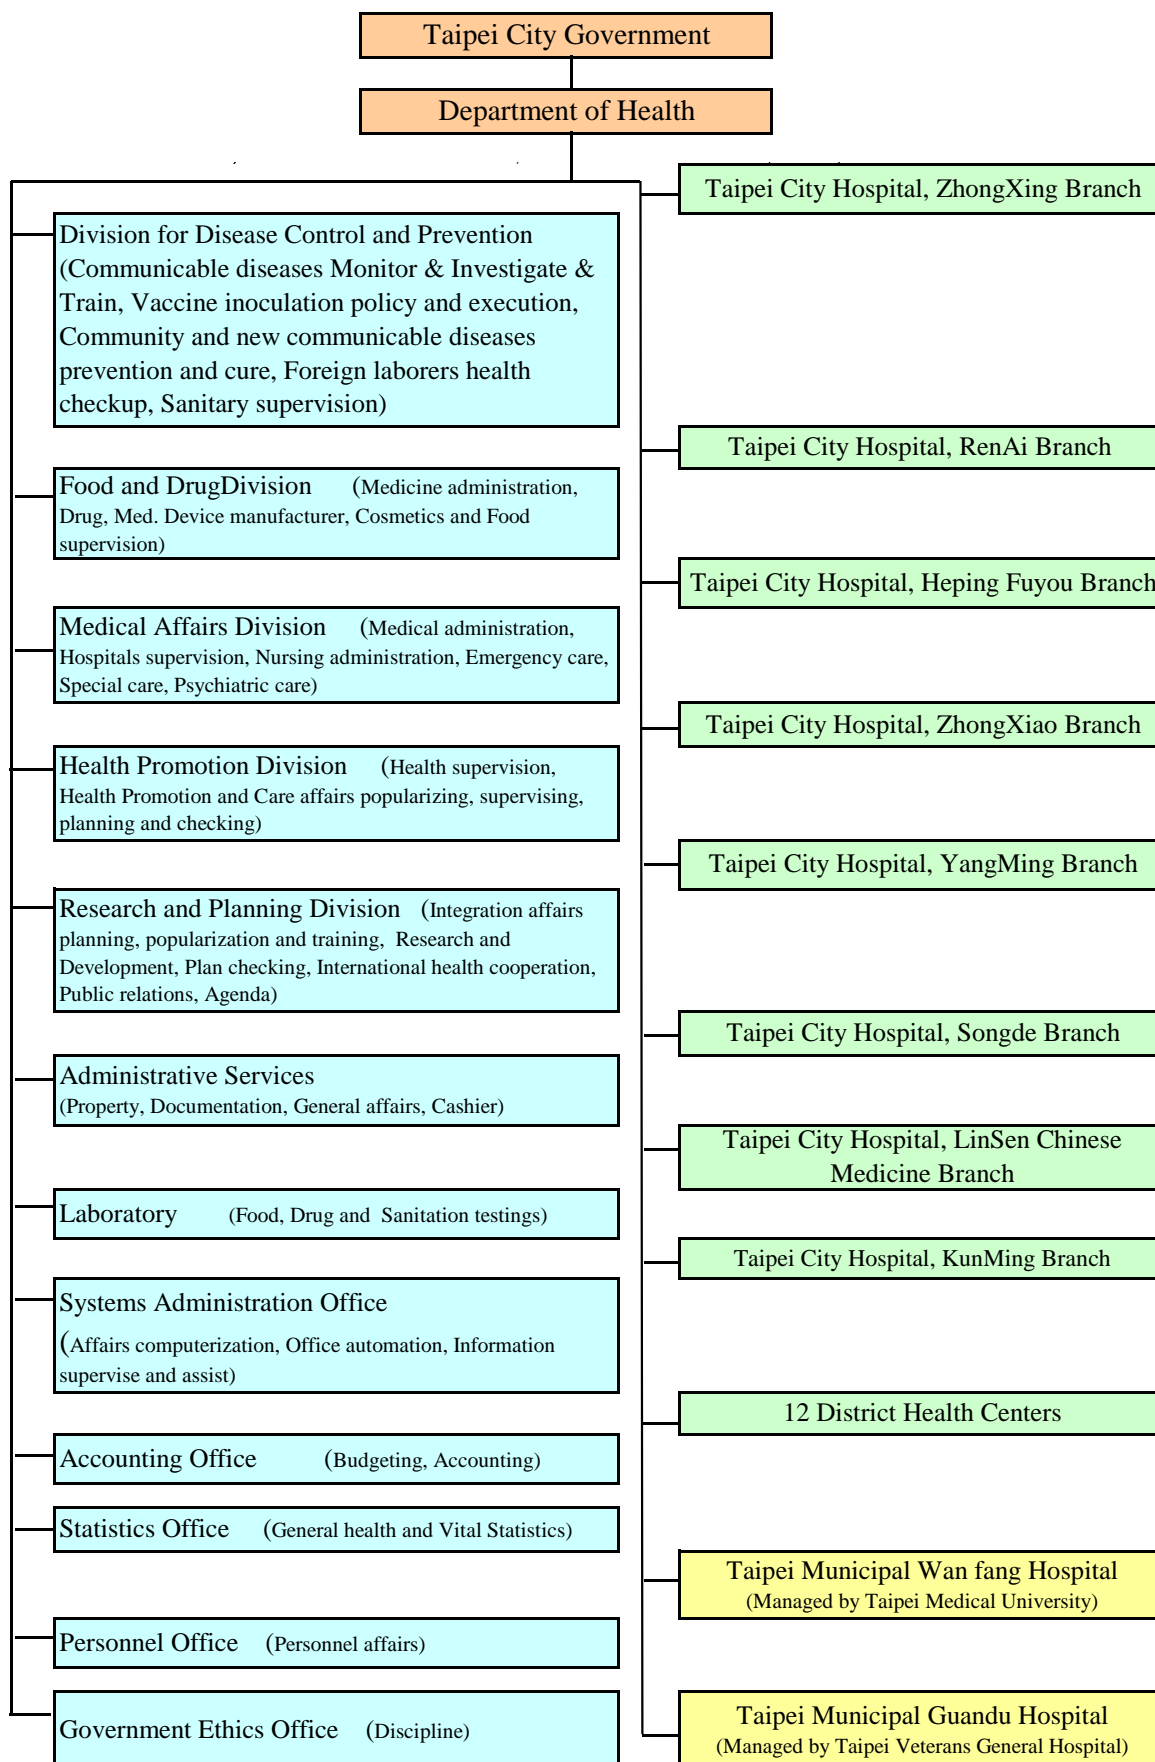 Taipei City Government
Department of Health
Division for Disease Control and Prevention
(Communicable diseases Monitor & Investigate &
Train, Vaccine inoculation policy and execution,
Community and new communicable diseases
prevention and cure, Foreign laborers health
checkup, Sanitary supervision)
Food and DrugDivision (Medicine administration,
Drug, Med. Device manufacturer, Cosmetics and Food
supervision)
Medical Affairs Division (Medical administration,
Hospitals supervision, Nursing administration, Emergency care,
Special care, Psychiatric care)
Health Promotion Division (Health supervision,
Health Promotion and Care affairs popularizing, supervising,
planning and checking)
Research and Planning Division (Integration affairs
planning, popularization and training, Research and
Development, Plan checking, International health cooperation,
Public relations, Agenda)
Administrative Services
(Property, Documentation, General affairs, Cashier)
Laboratory (Food, Drug and Sanitation testings)
Systems Administration Office
(Affairs computerization, Office automation, Information
supervise and assist)
Accounting Office (Budgeting, Accounting)
Statistics Office (General health and Vital Statistics)
Personnel Office (Personnel affairs)
Government Ethics Office (Discipline)
Taipei City Hospital, ZhongXing Branch
Taipei City Hospital, RenAi Branch
Taipei City Hospital, Heping Fuyou Branch
Taipei City Hospital, ZhongXiao Branch
Taipei City Hospital, YangMing Branch
Taipei City Hospital, Songde Branch
Taipei City Hospital, LinSen Chinese
Medicine Branch
Taipei City Hospital, KunMing Branch
12 District Health Centers
Taipei Municipal Wan fang Hospital
(Managed by Taipei Medical University)
Taipei Municipal Guandu Hospital
(Managed by Taipei Veterans General Hospital)